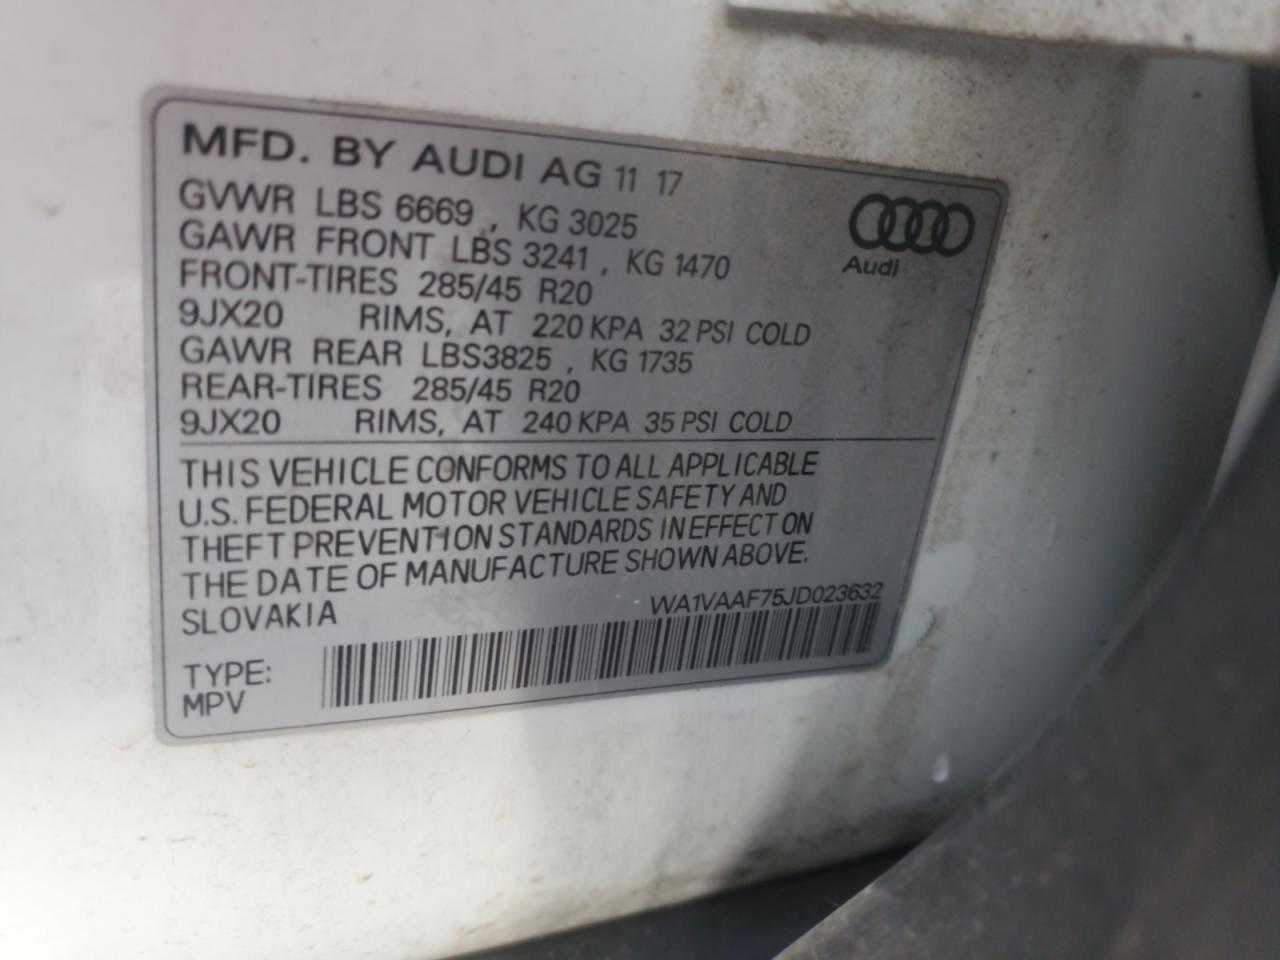 MFD. BY AUDI AG 11 17
GVWR LBS 6669 , KG 3025
GAWR FRONT LBS 3241 , KG 1470
FRONT-TIRES 285/45 R20
9JX20 RIMS, AT 220 KPA 32 PSI COLD
GAWR REAR LBS3825 , KG 1735
REAR-TIRES 285/45 R20
9JX20 RIMS, AT 240 KPA 35 PSI COLD
Audi
THIS VEHICLE CONFORMS TO ALL APPLICABLE
U.S. FEDERAL MOTOR VEHICLE SAFETY AND
THEFT PREVENTION STANDARDS IN EFFECT ON
THE DATE OF MANUFACTURE SHOWN ABOVE.
SLOVAKIA WA1VAAF75JD023632
TYPE:
MPV